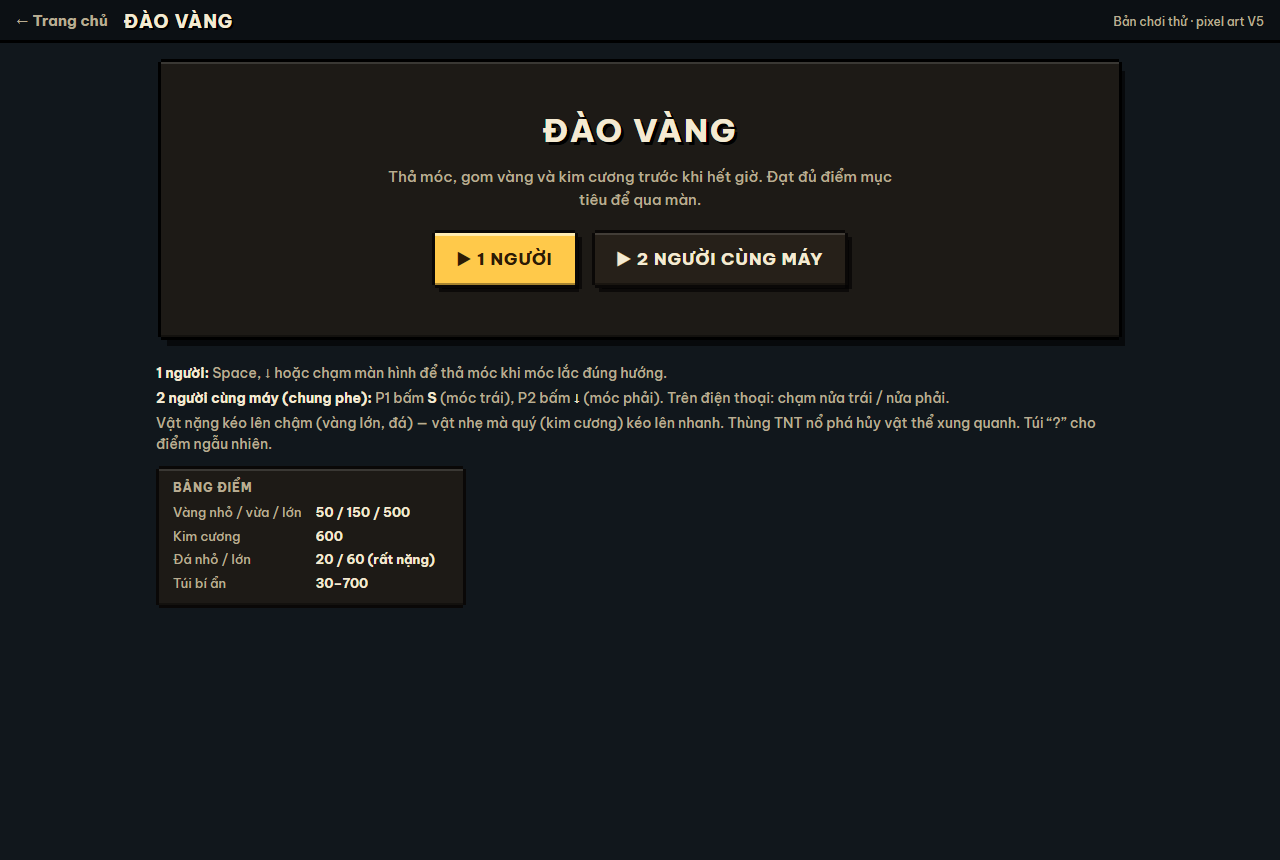 ← Trang chủ ĐÀO VÀNG Bản chơi thử · pixel art V5
ĐÀO VÀNG
Thả móc, gom vàng và kim cương trước khi hết giờ. Đạt đủ điểm mục
tiêu để qua màn.
▶ 1 NGƯỜI ▶ 2 NGƯỜI CÙNG MÁY
1 người: Space, ↓ hoặc chạm màn hình để thả móc khi móc lắc đúng hướng.
2 người cùng máy (chung phe): P1 bấm S (móc trái), P2 bấm ↓ (móc phải). Trên điện thoại: chạm nửa trái / nửa phải.
Vật nặng kéo lên chậm (vàng lớn, đá) — vật nhẹ mà quý (kim cương) kéo lên nhanh. Thùng TNT nổ phá hủy vật thể xung quanh. Túi “?” cho
điểm ngẫu nhiên.
BẢNG ĐIỂM
Vàng nhỏ / vừa / lớn 50 / 150 / 500
Kim cương 600
Đá nhỏ / lớn 20 / 60 (rất nặng)
Túi bí ẩn 30–700